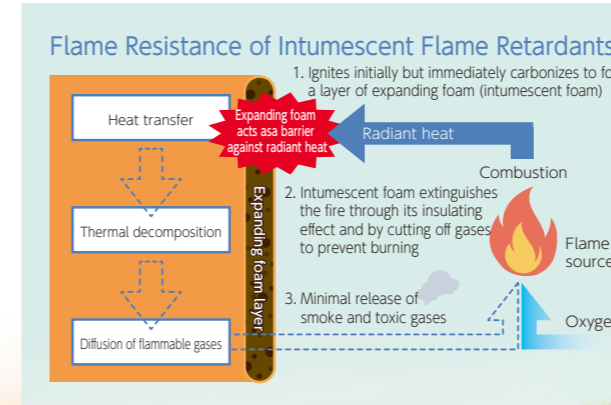 Flame Resistance of Intumescent Flame Retardants
1. Ignites initially but immediately carbonizes to
a layer of expanding foam (intumescent foam)
Heat transfer
Expanding foam
acts asa barrier
against radiant heat
Radiant heat
Combustion
2. Intumescent foam extinguishes
the fire through its insulating
effect and by cutting off gases
to prevent burning
Thermal decomposition
Expanding foam layer
Flame
source
3. Minimal release of
smoke and toxic gases
Oxyge
Diffusion of flammable gases